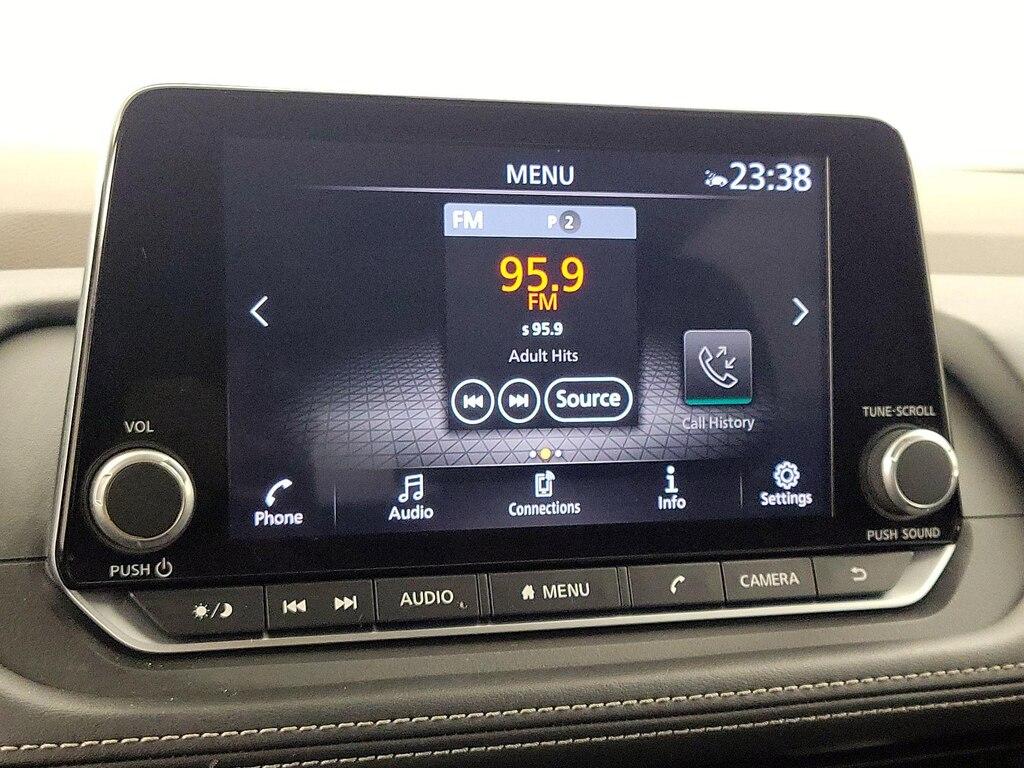 MENU
23:38
FM P 2
95.9
FM
s 95.9
Adult Hits
Source
Call History
VOL
TUNE·SCROLL
Phone
Audio
Connections
Info
Settings
PUSH
PUSH SOUND
AUDIO
MENU
CAMERA